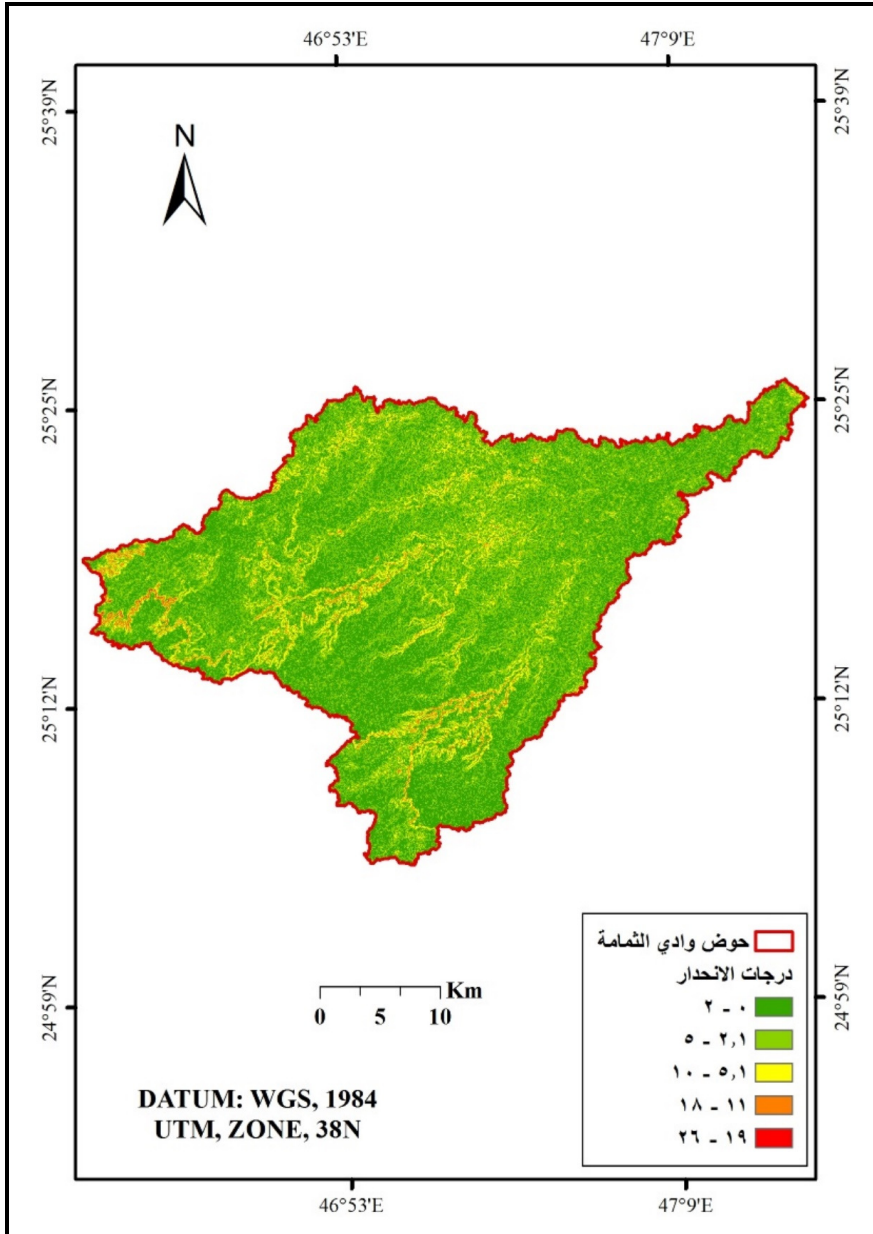 46°53'E
47°9'E
25°39'N
25°39'N
N
25°25'N
25°25'N
25°12'N
25°12'N
حوض وادي الثمامة
درجات الانحدار
٠ - ٢
٢,١ - ٥
٥,١ - ١٠
١١ - ١٨
١٩ - ٢٦
Km
0 5 10
24°59'N
24°59'N
DATUM: WGS, 1984
UTM, ZONE, 38N
46°53'E
47°9'E